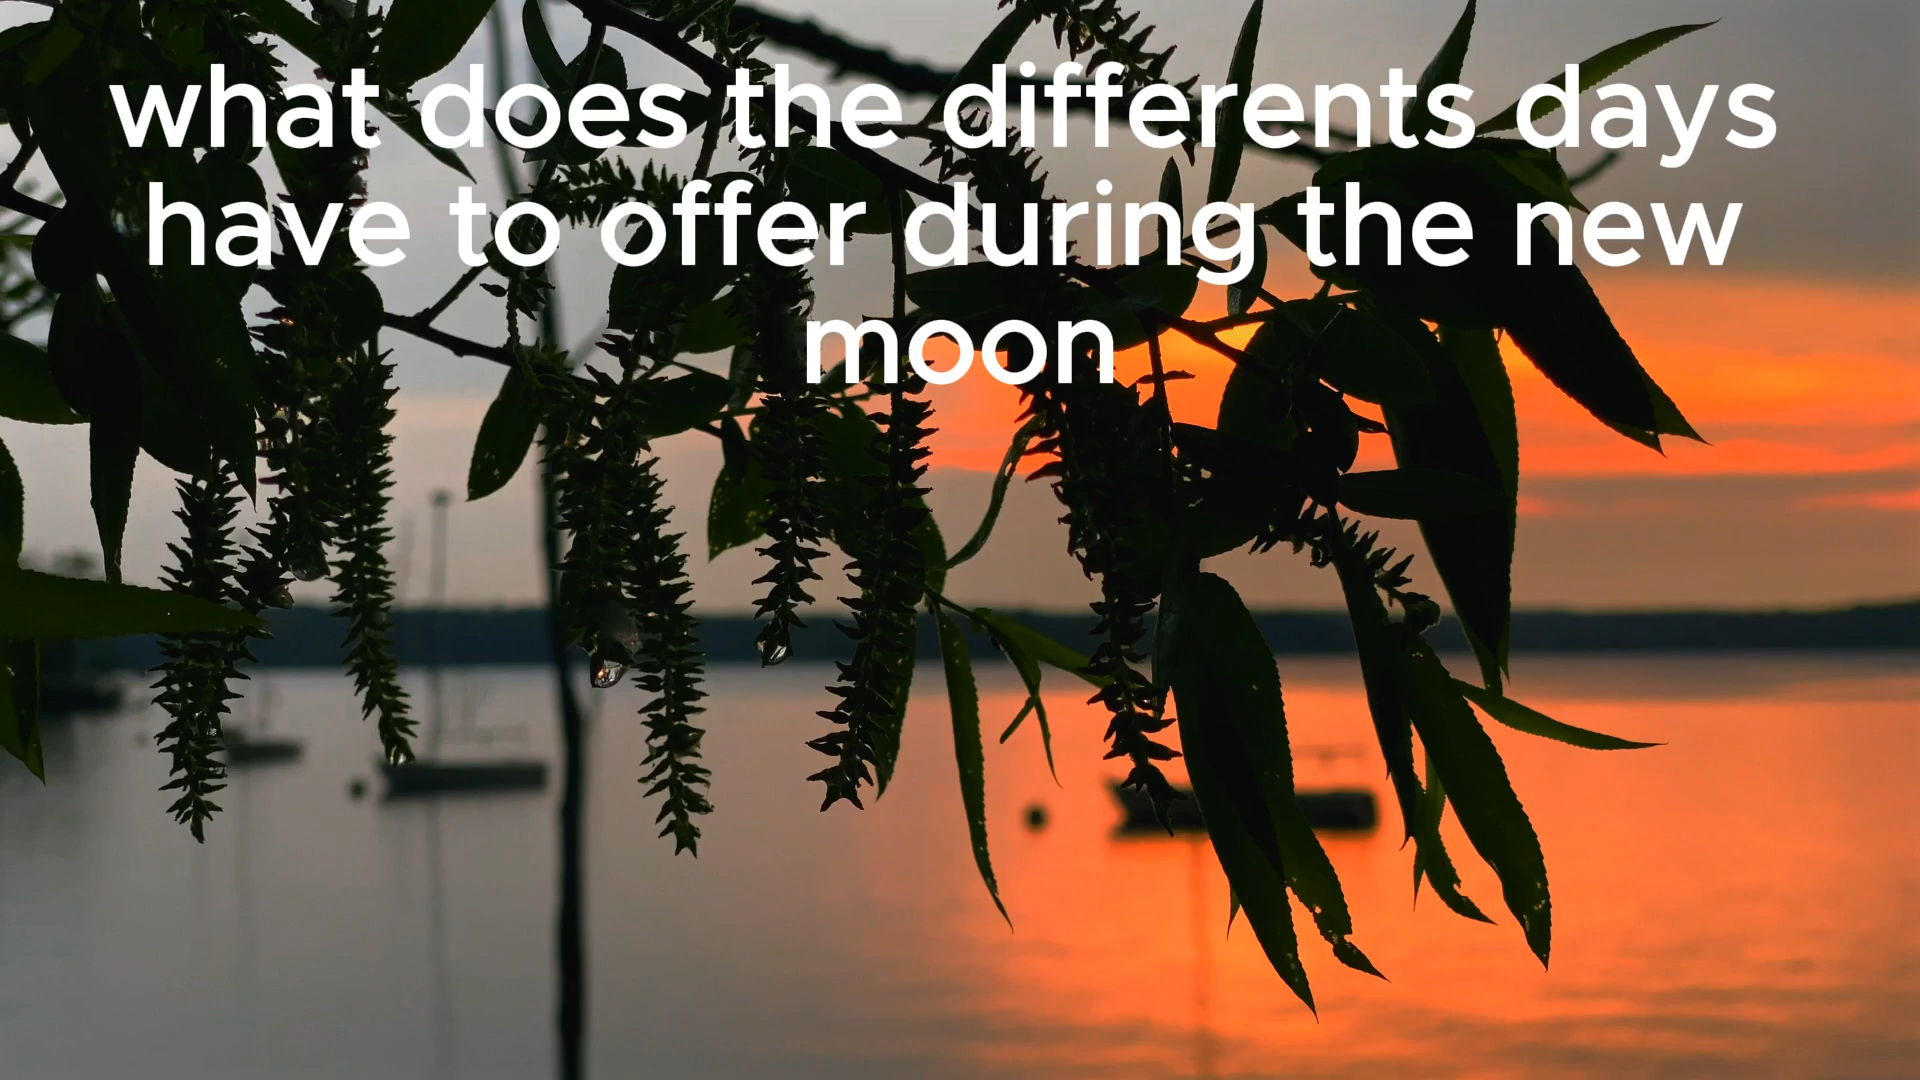 what does the differents days
have to offer during the new
moon